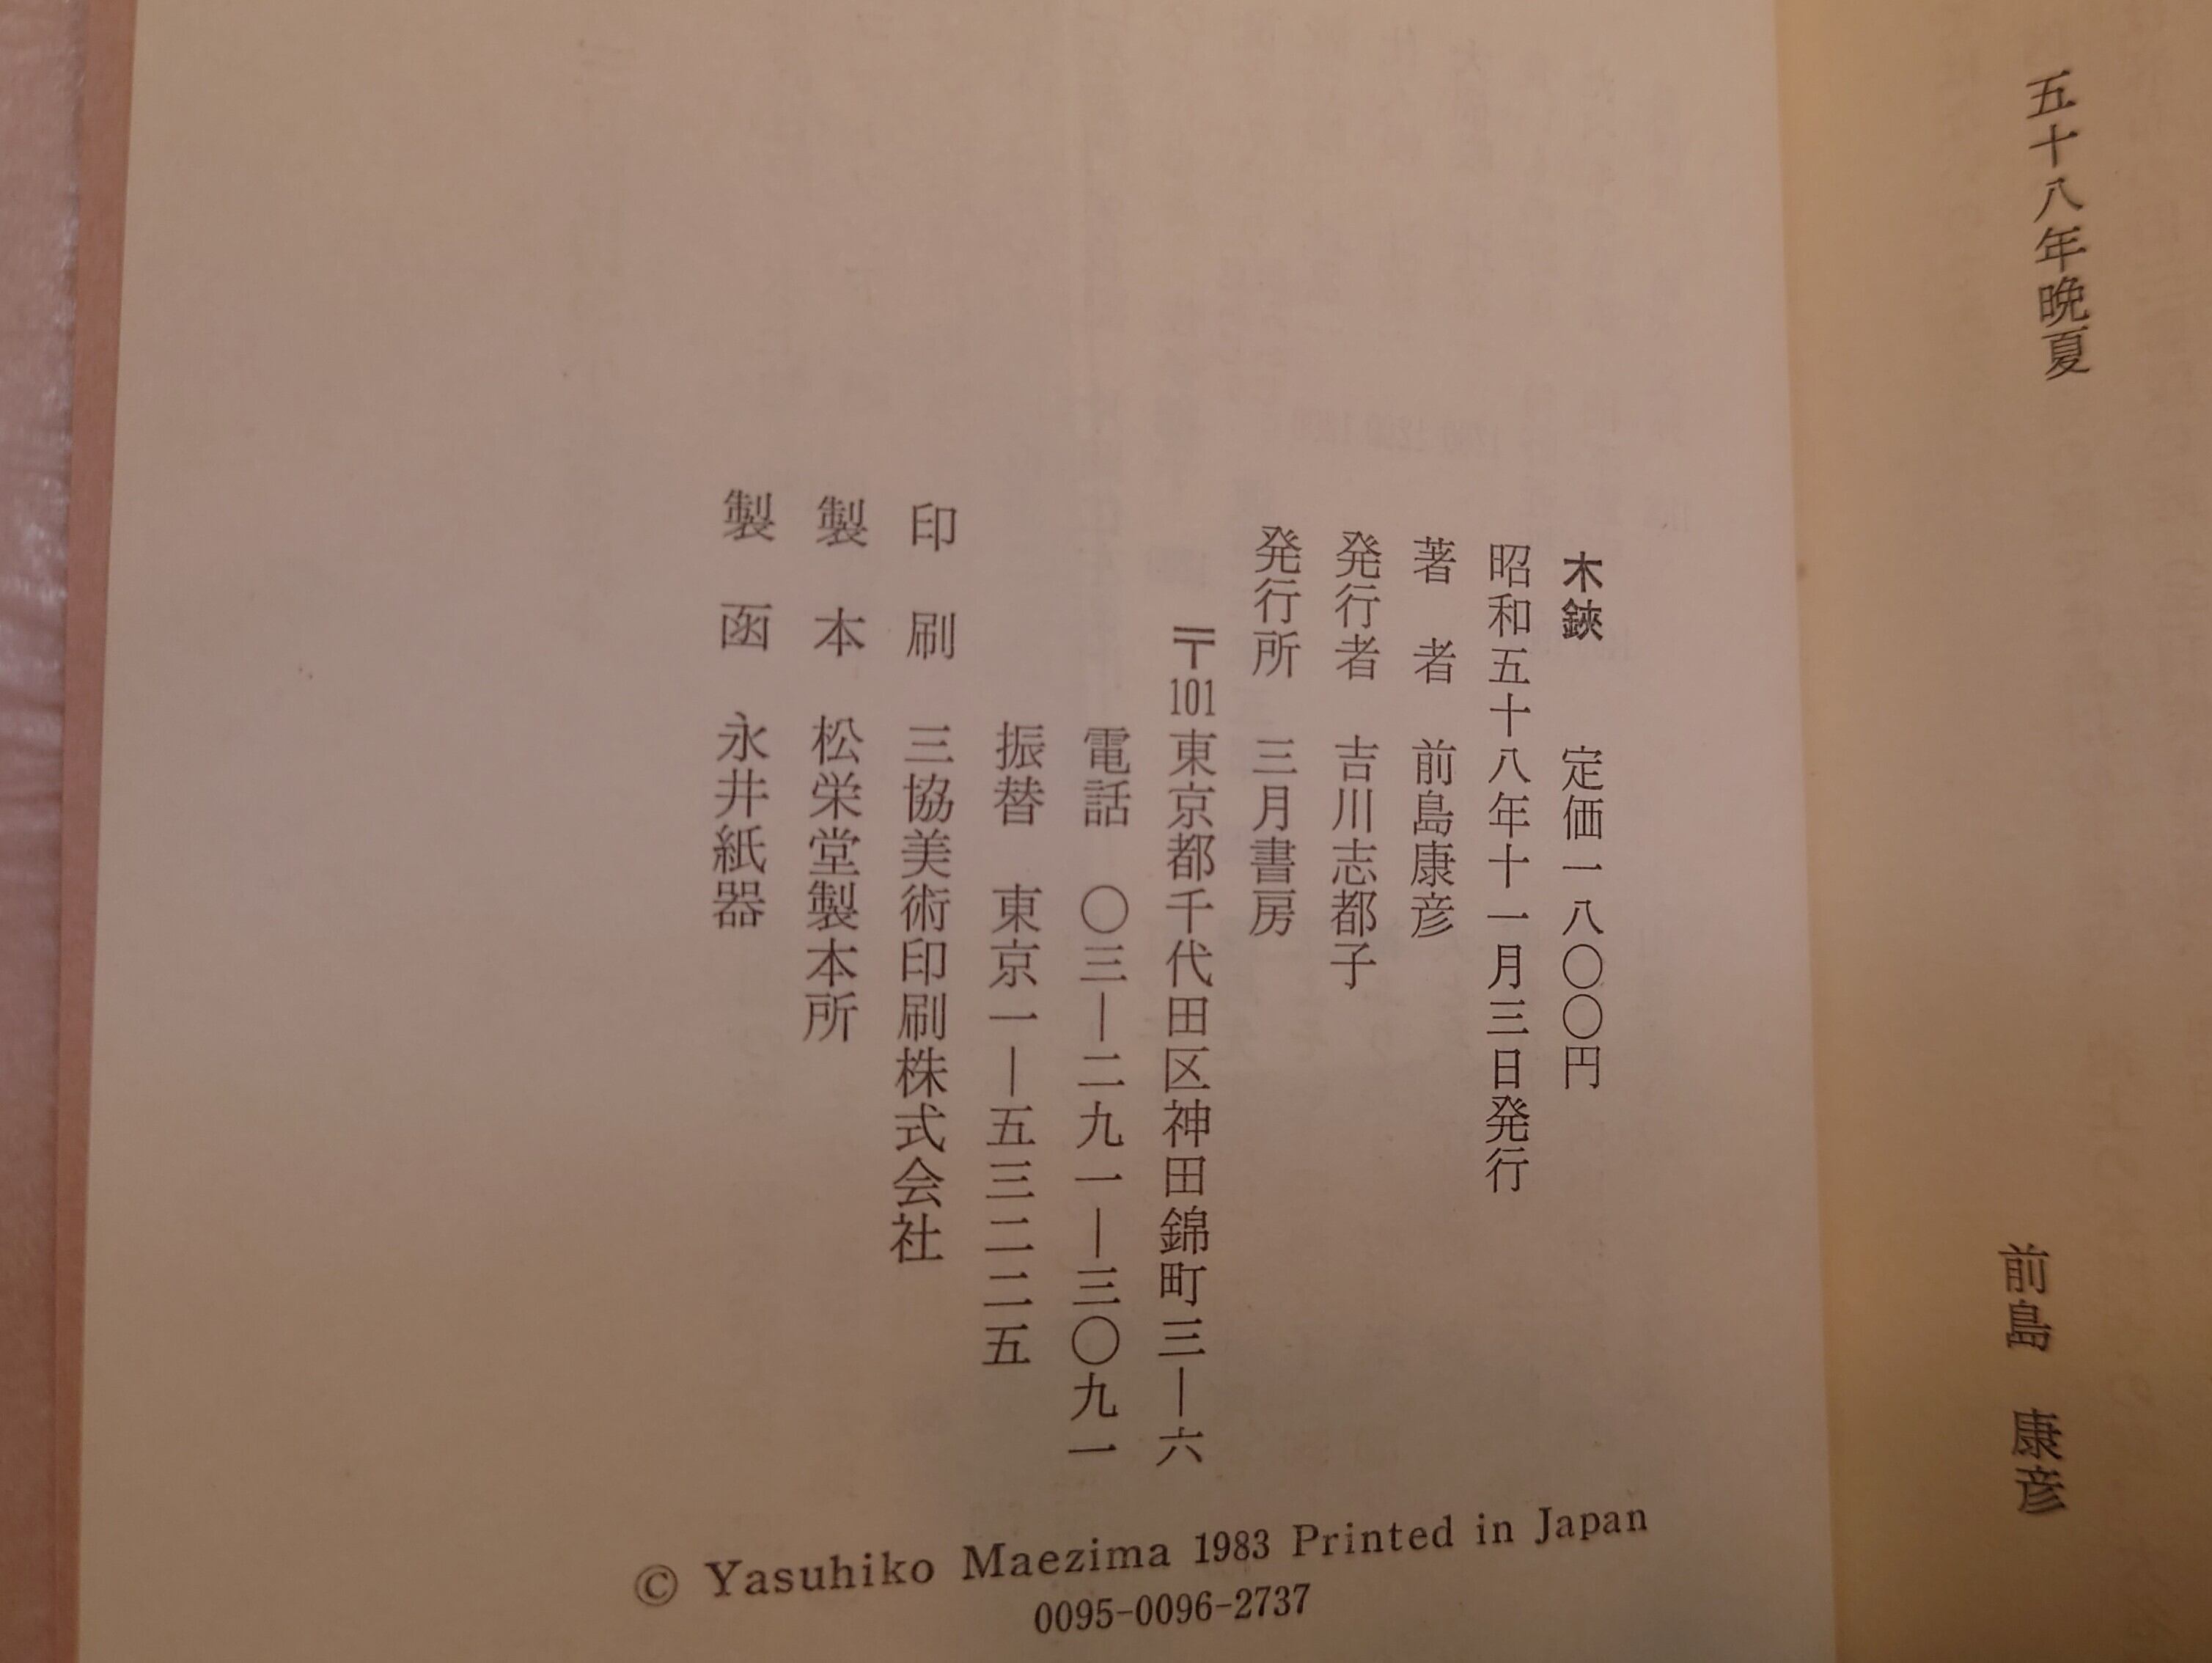 五十八年晩夏
前島 康彦
木鋏 定価一八〇〇円
昭和五十八年十一月三日発行
著者 前島康彦
発行者 吉川志都子
発行所 三月書房
〒101東京都千代田区神田錦町三―六
電話 〇三―二九一―三〇九一
振替 東京一―五三二二五
印刷 三協美術印刷株式会社
製本 松栄堂製本所
製函 永井紙器
© Yasuhiko Maezima 1983 Printed in Japan
0095-0096-2737